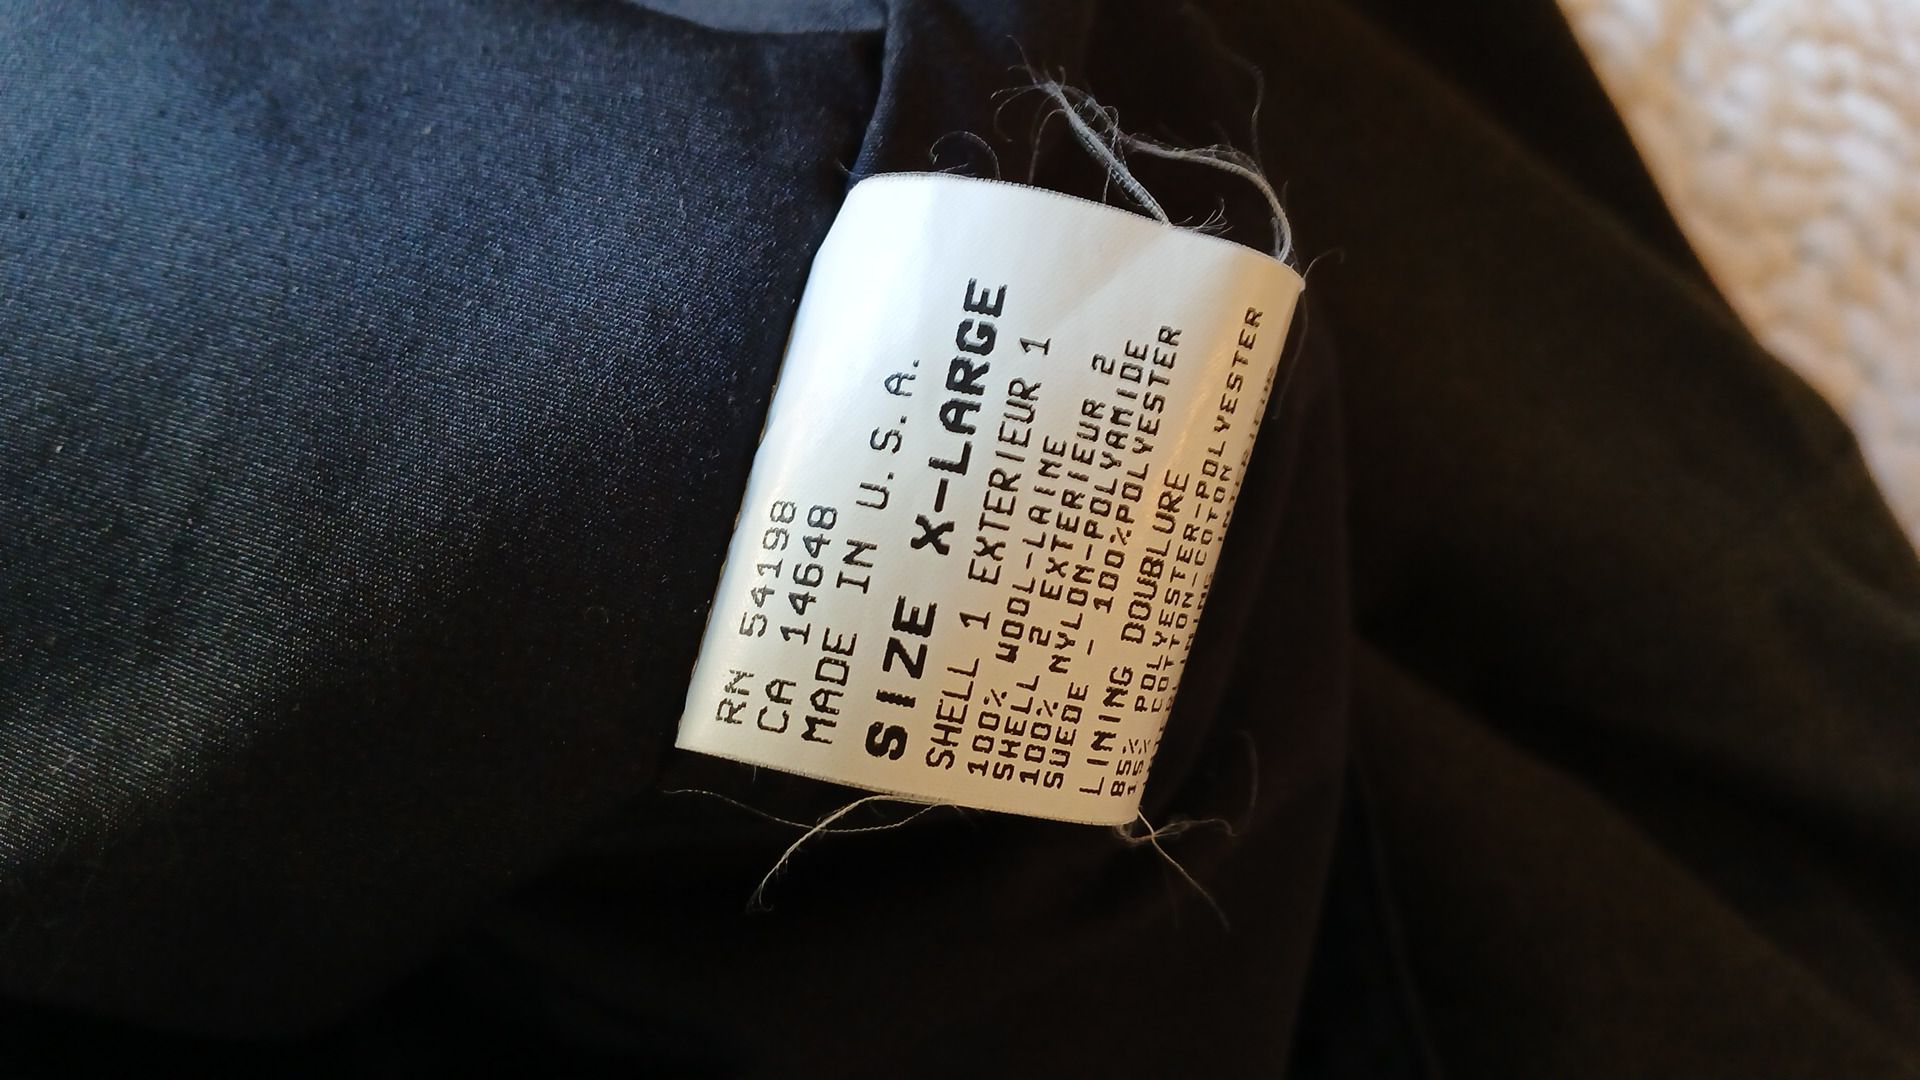 RN 54198
CA 14648
MADE IN U.S.A.
SIZE X-LARGE
SHELL 1 EXTERIEUR 1
100% WOOL-LAINE
SHELL 2 EXTERIEUR 2
100% NYLON-POLYAMIDE
SUEDE - 100%POLYESTER
LINING DOUBLURE
85% POLYESTER-POLYESTER
15% COTTON-COTON